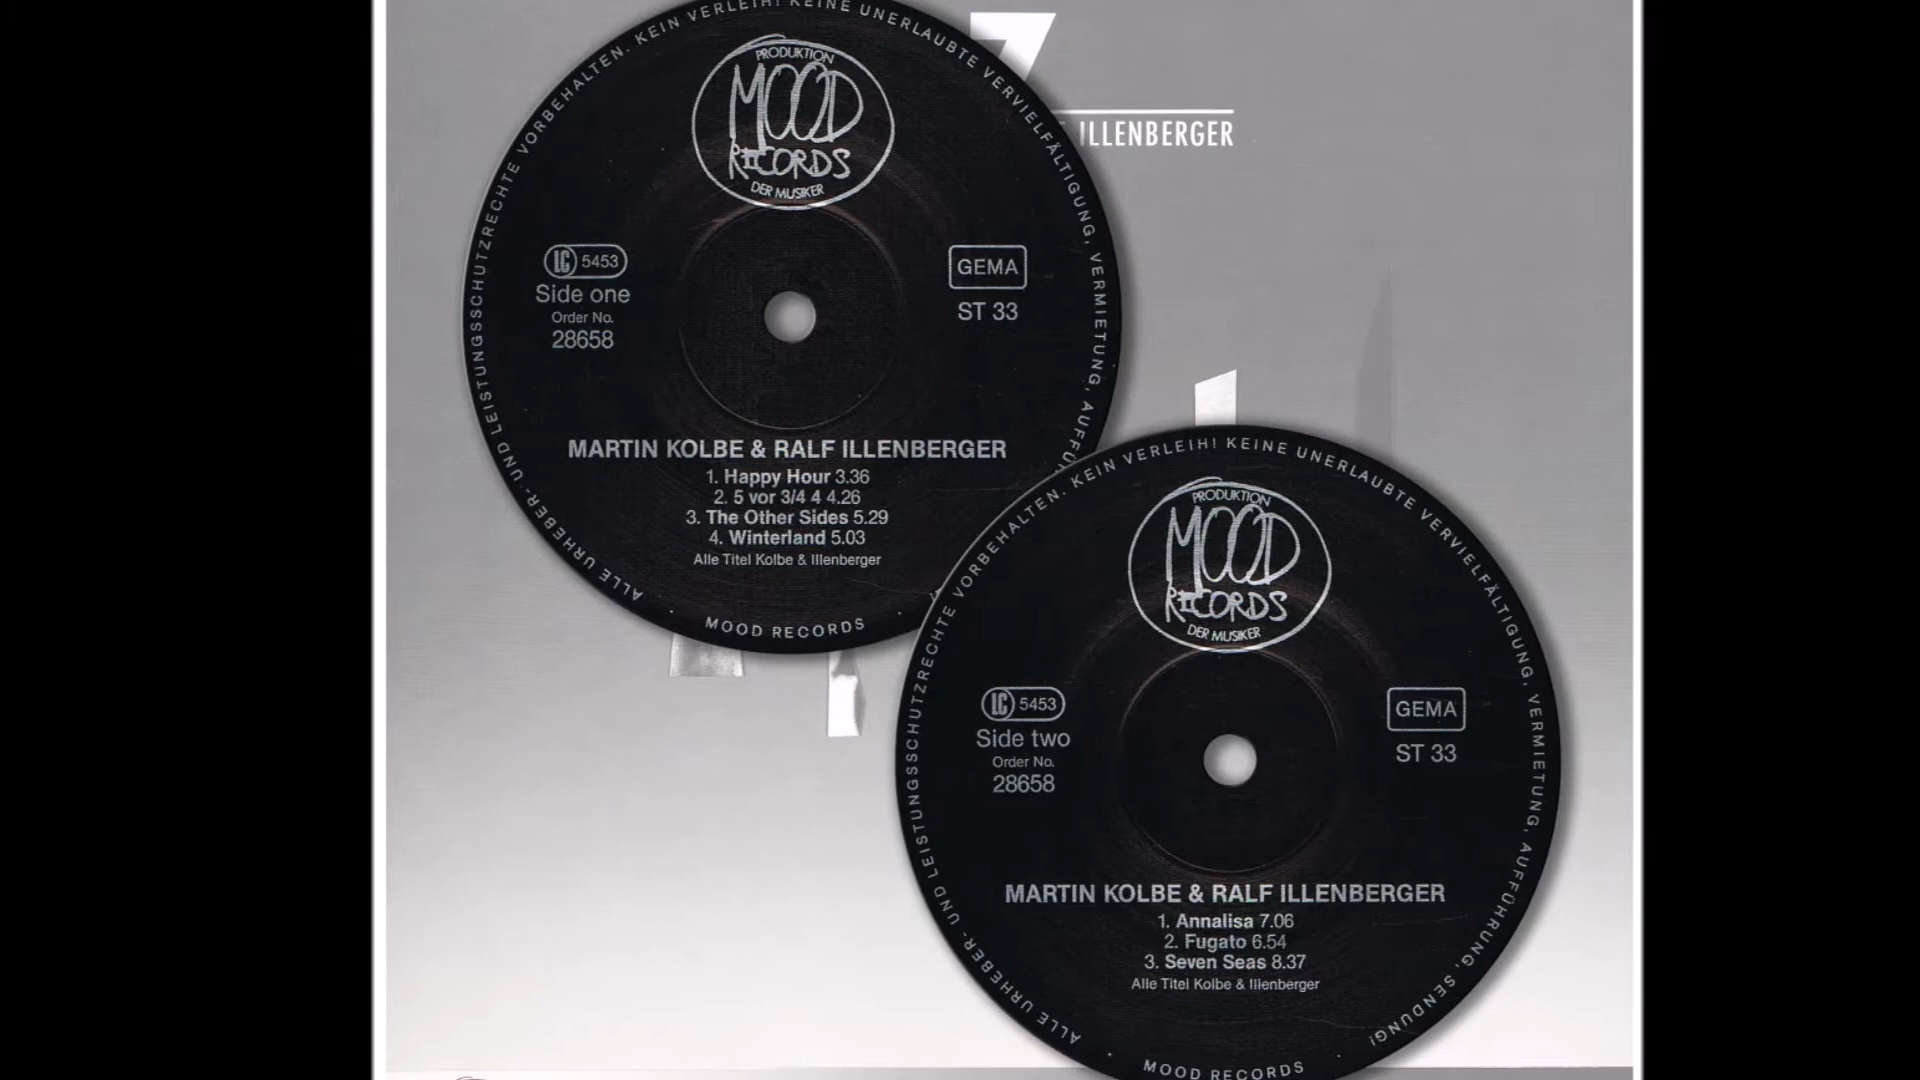 ALLE URHEBER- UND LEISTUNGSSCHUTZRECHTE VORBEHALTEN. KEIN VERLEIH! KEINE UNERLAUBTE VERVIELFÄLTIGUNG, VERMIETUNG, AUFFÜHR
PRODUKTION
MOOD
RECORDS
DER MUSIKER
ILLENBERGER
LC 5453
GEMA
Side one
ST 33
Order No.
28658
MARTIN KOLBE & RALF ILLENBERGER
1. Happy Hour 3.36
2. 5 vor 3/4 4 4.26
3. The Other Sides 5.29
4. Winterland 5.03
Alle Titel Kolbe & Illenberger
MOOD RECORDS
ALLE URHEBER- UND LEISTUNGSSCHUTZRECHTE VORBEHALTEN. KEIN VERLEIH! KEINE UNERLAUBTE VERVIELFÄLTIGUNG, VERMIETUNG, AUFFÜHRUNG, SENDUNG!
PRODUKTION
MOOD
RECORDS
DER MUSIKER
LC 5453
GEMA
Side two
ST 33
Order No.
28658
MARTIN KOLBE & RALF ILLENBERGER
1. Annalisa 7.06
2. Fugato 6.54
3. Seven Seas 8.37
Alle Titel Kolbe & Illenberger
MOOD RECORDS